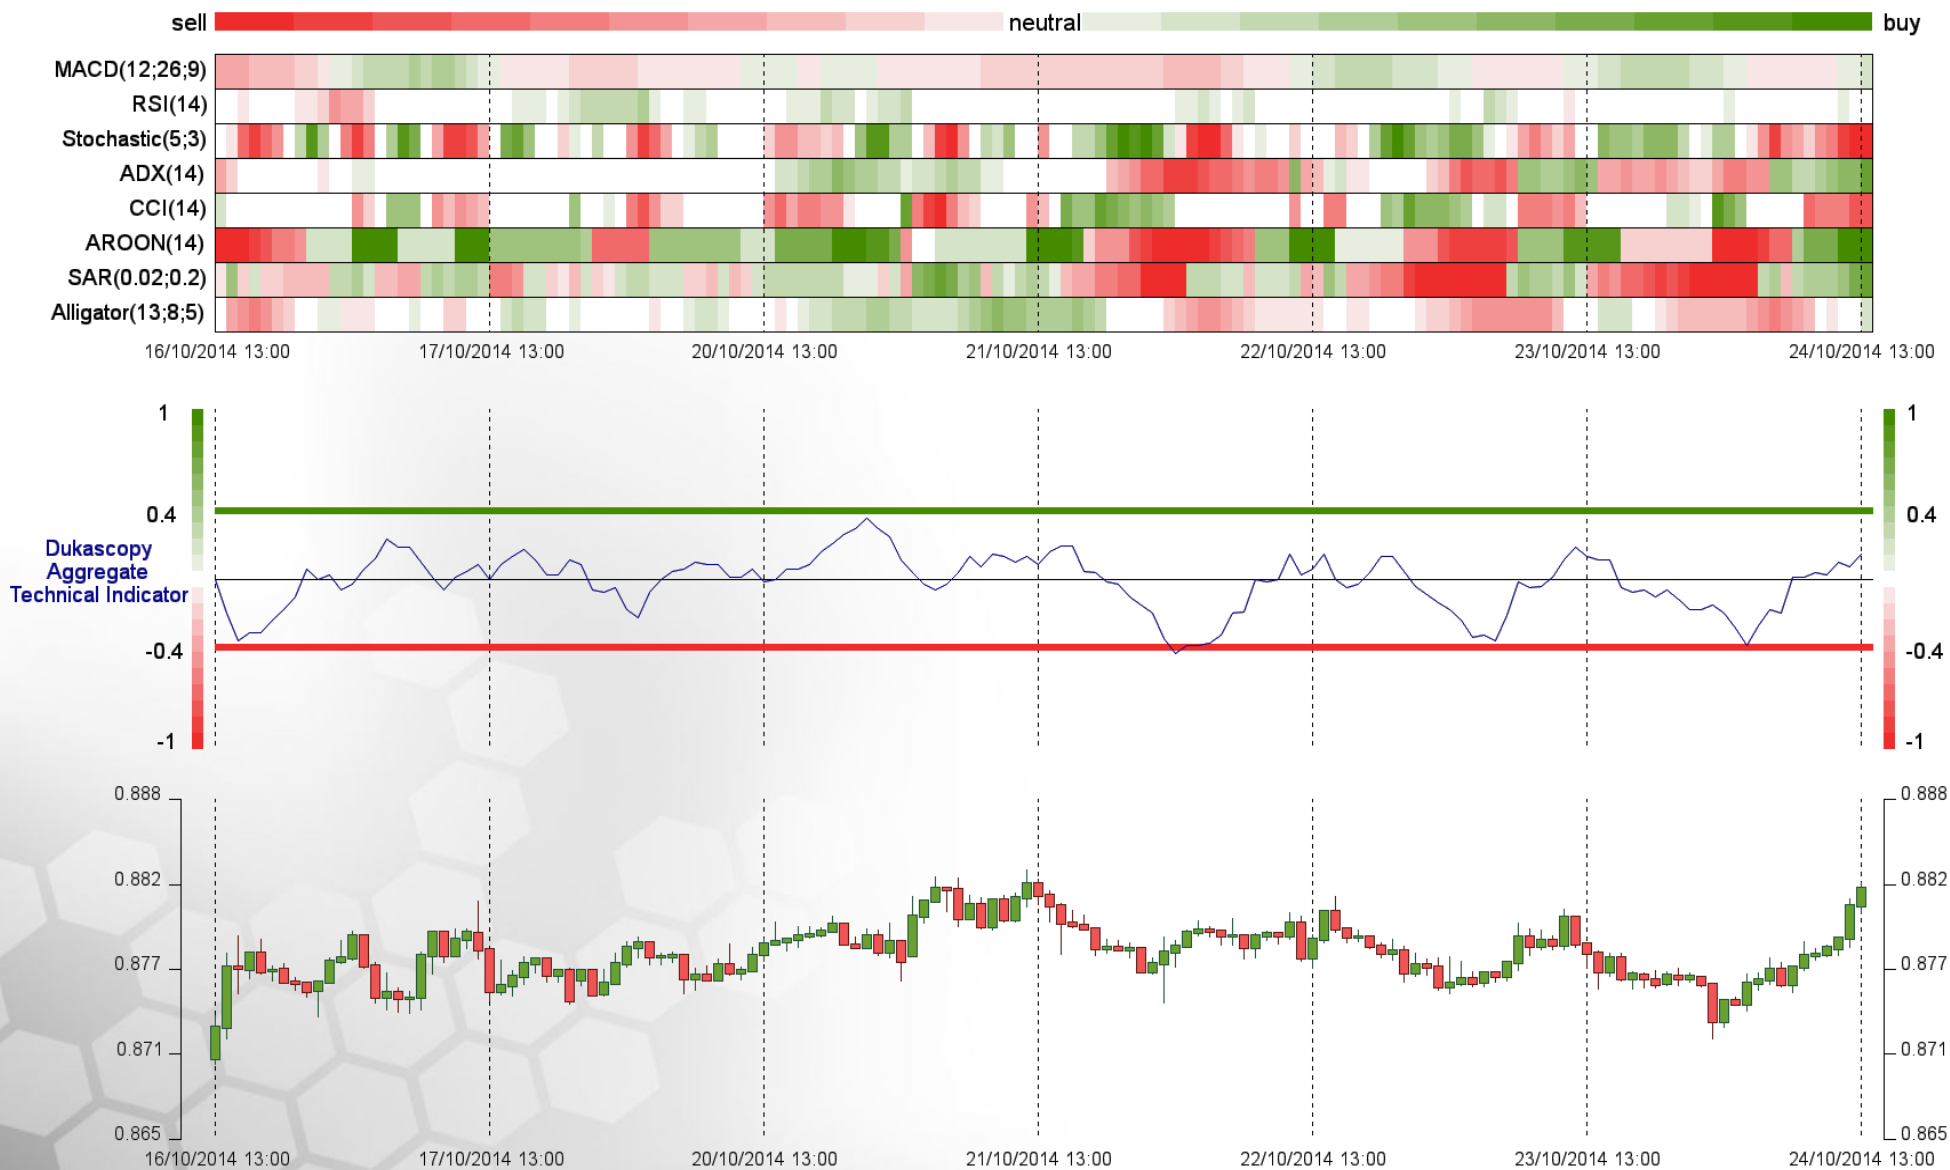 sell neutral buy
MACD(12;26;9)
RSI(14)
Stochastic(5;3)
ADX(14)
CCI(14)
AROON(14)
SAR(0.02;0.2)
Alligator(13;8;5)
16/10/2014 13:00 17/10/2014 13:00 20/10/2014 13:00 21/10/2014 13:00 22/10/2014 13:00 23/10/2014 13:00 24/10/2014 13:00
1 1
0.4 0.4
Dukascopy
Aggregate
Technical Indicator
-0.4 -0.4
-1 -1
0.888 0.888
0.882 0.882
0.877 0.877
0.871 0.871
0.865 0.865
16/10/2014 13:00 17/10/2014 13:00 20/10/2014 13:00 21/10/2014 13:00 22/10/2014 13:00 23/10/2014 13:00 24/10/2014 13:00